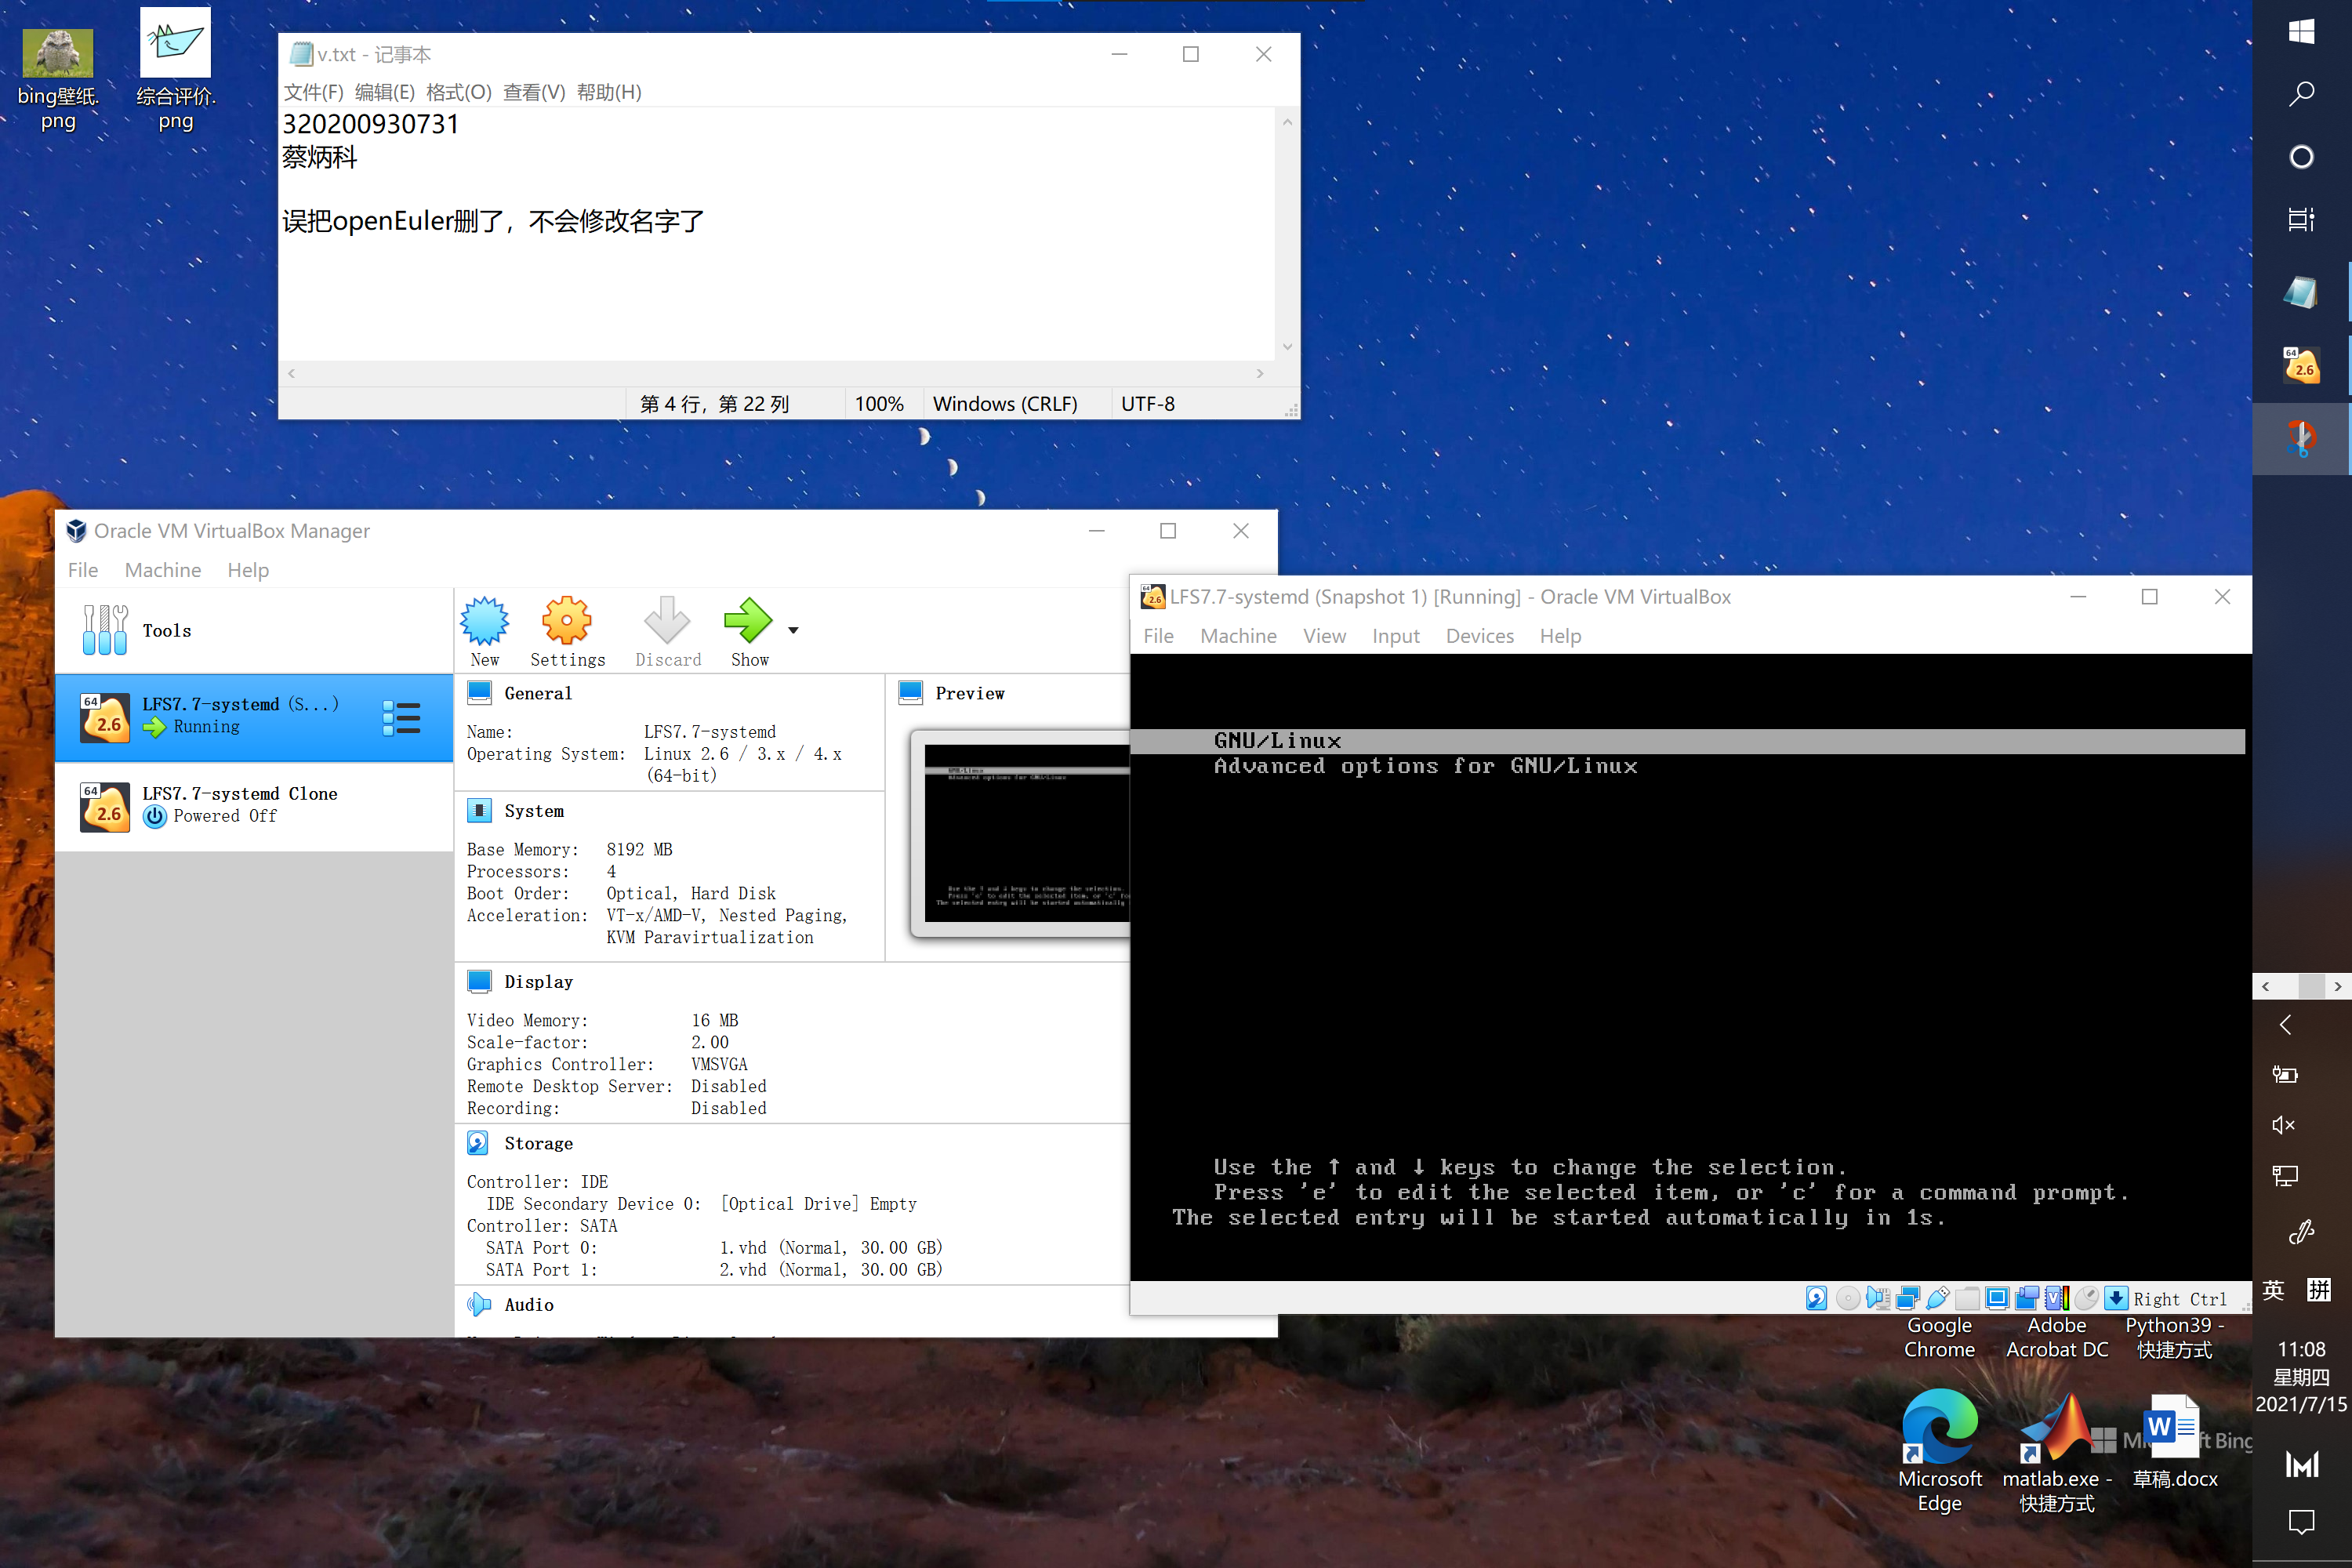 bing壁纸.
png
综合评价.
png
v.txt - 记事本
文件(F) 编辑(E) 格式(O) 查看(V) 帮助(H)
320200930731
蔡炳科
误把openEuler删了，不会修改名字了
第 4 行，第 22 列 100% Windows (CRLF) UTF-8
Oracle VM VirtualBox Manager
File Machine Help
Tools
New Settings Discard Show
64 2.6 LFS7.7-systemd (S...)
Running
64 2.6 LFS7.7-systemd Clone
Powered Off
General
Name: LFS7.7-systemd
Operating System: Linux 2.6 / 3.x / 4.x
(64-bit)
Preview
System
Base Memory: 8192 MB
Processors: 4
Boot Order: Optical, Hard Disk
Acceleration: VT-x/AMD-V, Nested Paging,
KVM Paravirtualization
Display
Video Memory: 16 MB
Scale-factor: 2.00
Graphics Controller: VMSVGA
Remote Desktop Server: Disabled
Recording: Disabled
Storage
Controller: IDE
IDE Secondary Device 0: [Optical Drive] Empty
Controller: SATA
SATA Port 0: 1.vhd (Normal, 30.00 GB)
SATA Port 1: 2.vhd (Normal, 30.00 GB)
Audio
LFS7.7-systemd (Snapshot 1) [Running] - Oracle VM VirtualBox
File Machine View Input Devices Help
GNU/Linux
Advanced options for GNU/Linux
Use the ↑ and ↓ keys to change the selection.
Press 'e' to edit the selected item, or 'c' for a command prompt.
The selected entry will be started automatically in 1s.
Right Ctrl
Google
Chrome
Adobe
Acrobat DC
Python39 -
快捷方式
Microsoft
Edge
matlab.exe -
快捷方式
草稿.docx
64 2.6
英 拼
11:08
星期四
2021/7/15